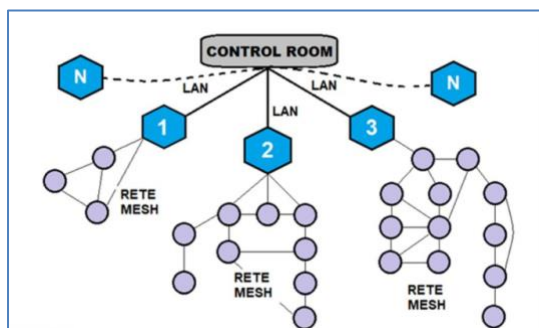 CONTROL ROOM
N
N
LAN
LAN
LAN
1
2
3
RETE
MESH
RETE
MESH
RETE
MESH